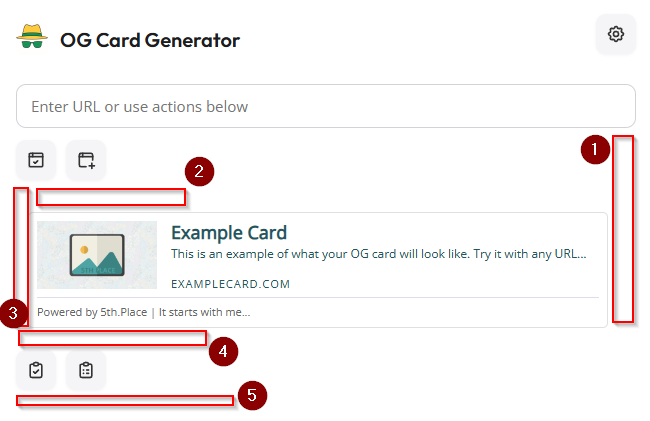 OG Card Generator
Enter URL or use actions below
1
2
Example Card
This is an example of what your OG card will look like. Try it with any URL...
5TH PLACE
EXAMPLECARD.COM
3
Powered by 5th.Place | It starts with me...
4
5